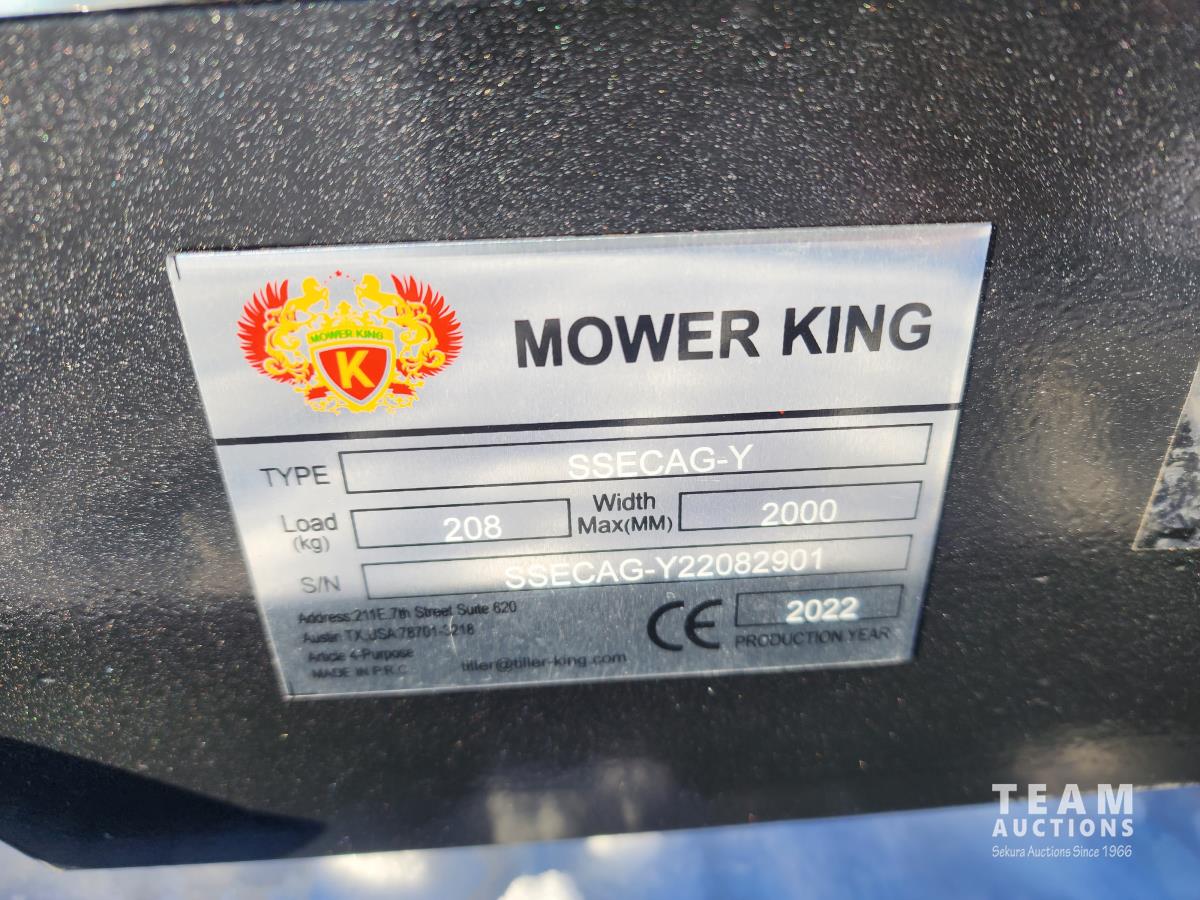 MOWER KING
K
MOWER KING
TYPE SSECAG-Y
Load (kg) 208 Width Max(MM) 2000
S/N SSECAG-Y22082901
Address:211E.7th Street Suite 620
Austin TX,USA 78701-3218
Article 4-Purpose
MADE IN P.R.C.
tiller@tiller-king.com
CE
2022
PRODUCTION YEAR
TEAM
AUCTIONS
Sekura Auctions Since 1966